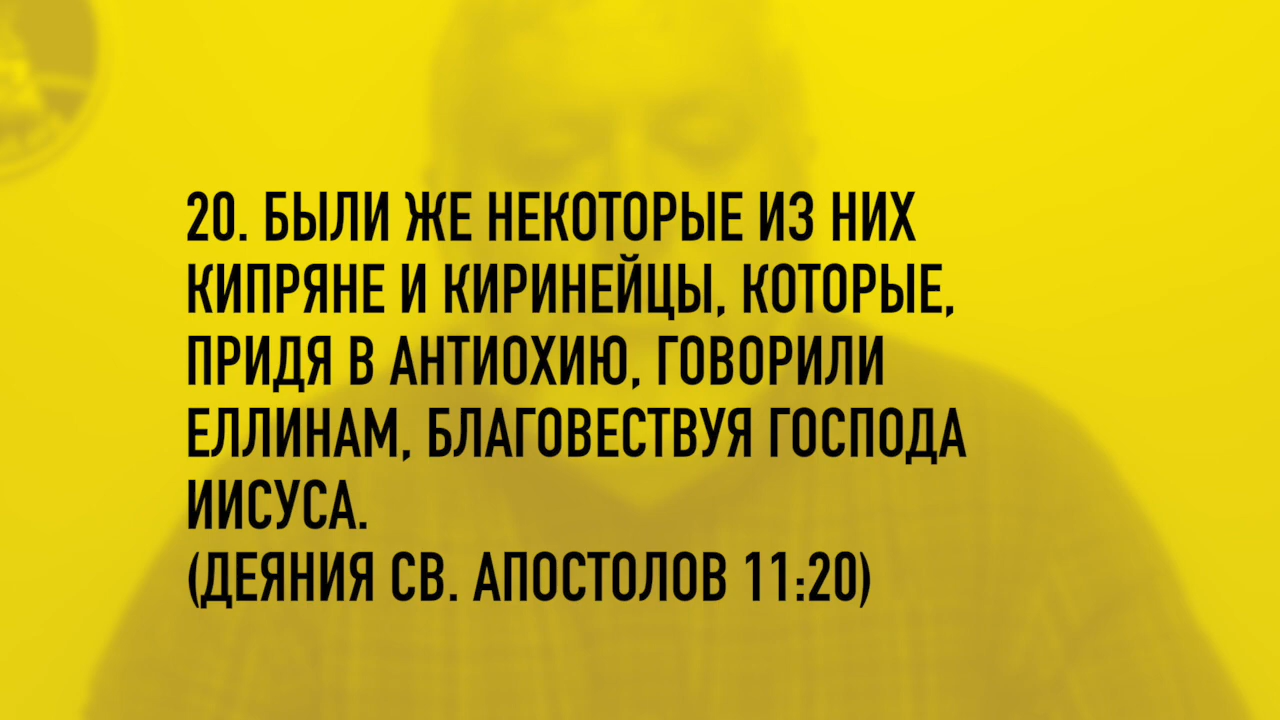 20. БЫЛИ ЖЕ НЕКОТОРЫЕ ИЗ НИХ
КИПРЯНЕ И КИРИНЕЙЦЫ, КОТОРЫЕ,
ПРИДЯ В АНТИОХИЮ, ГОВОРИЛИ
ЕЛЛИНАМ, БЛАГОВЕСТВУЯ ГОСПОДА
ИИСУСА.
(ДЕЯНИЯ СВ. АПОСТОЛОВ 11:20)